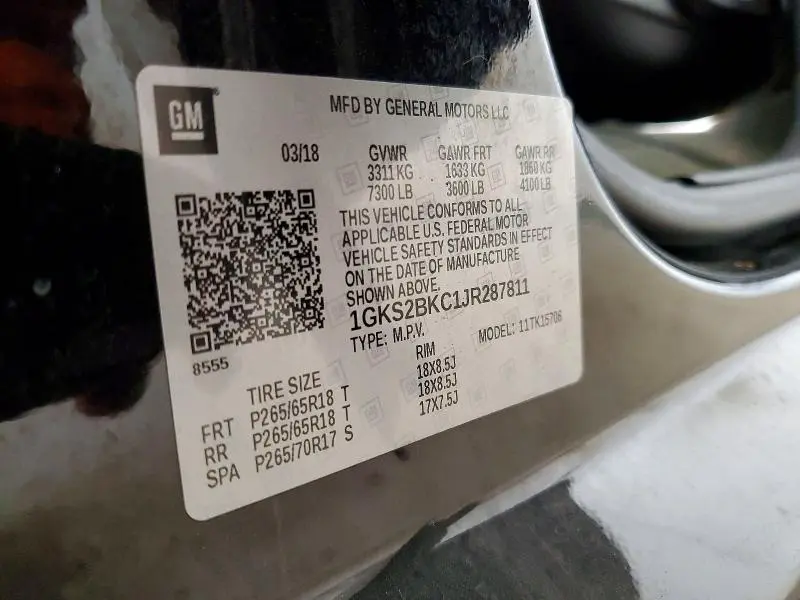 GM
MFD BY GENERAL MOTORS LLC
03/18 GVWR GAWR FRT GAWR RR
3311 KG 1633 KG 1860 KG
7300 LB 3600 LB 4100 LB
THIS VEHICLE CONFORMS TO ALL
APPLICABLE U.S. FEDERAL MOTOR
VEHICLE SAFETY STANDARDS IN EFFECT
ON THE DATE OF MANUFACTURE
SHOWN ABOVE.
1GKS2BKC1JR287811
TYPE: M.P.V. MODEL: 11TK15706
8555
TIRE SIZE RIM
FRT P265/65R18 T 18X8.5J
RR P265/65R18 T 18X8.5J
SPA P265/70R17 S 17X7.5J